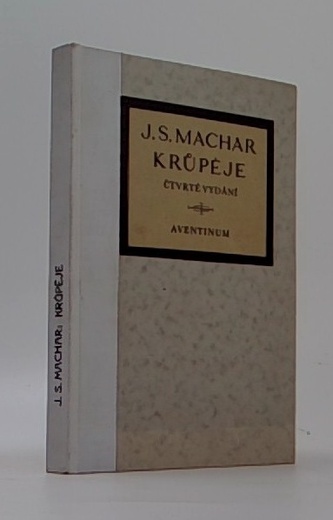 J. S. MACHAR
KRŮPĚJE
ČTVRTÉ VYDÁNÍ
AVENTINUM
J. S. MACHAR: KRŮPĚJE